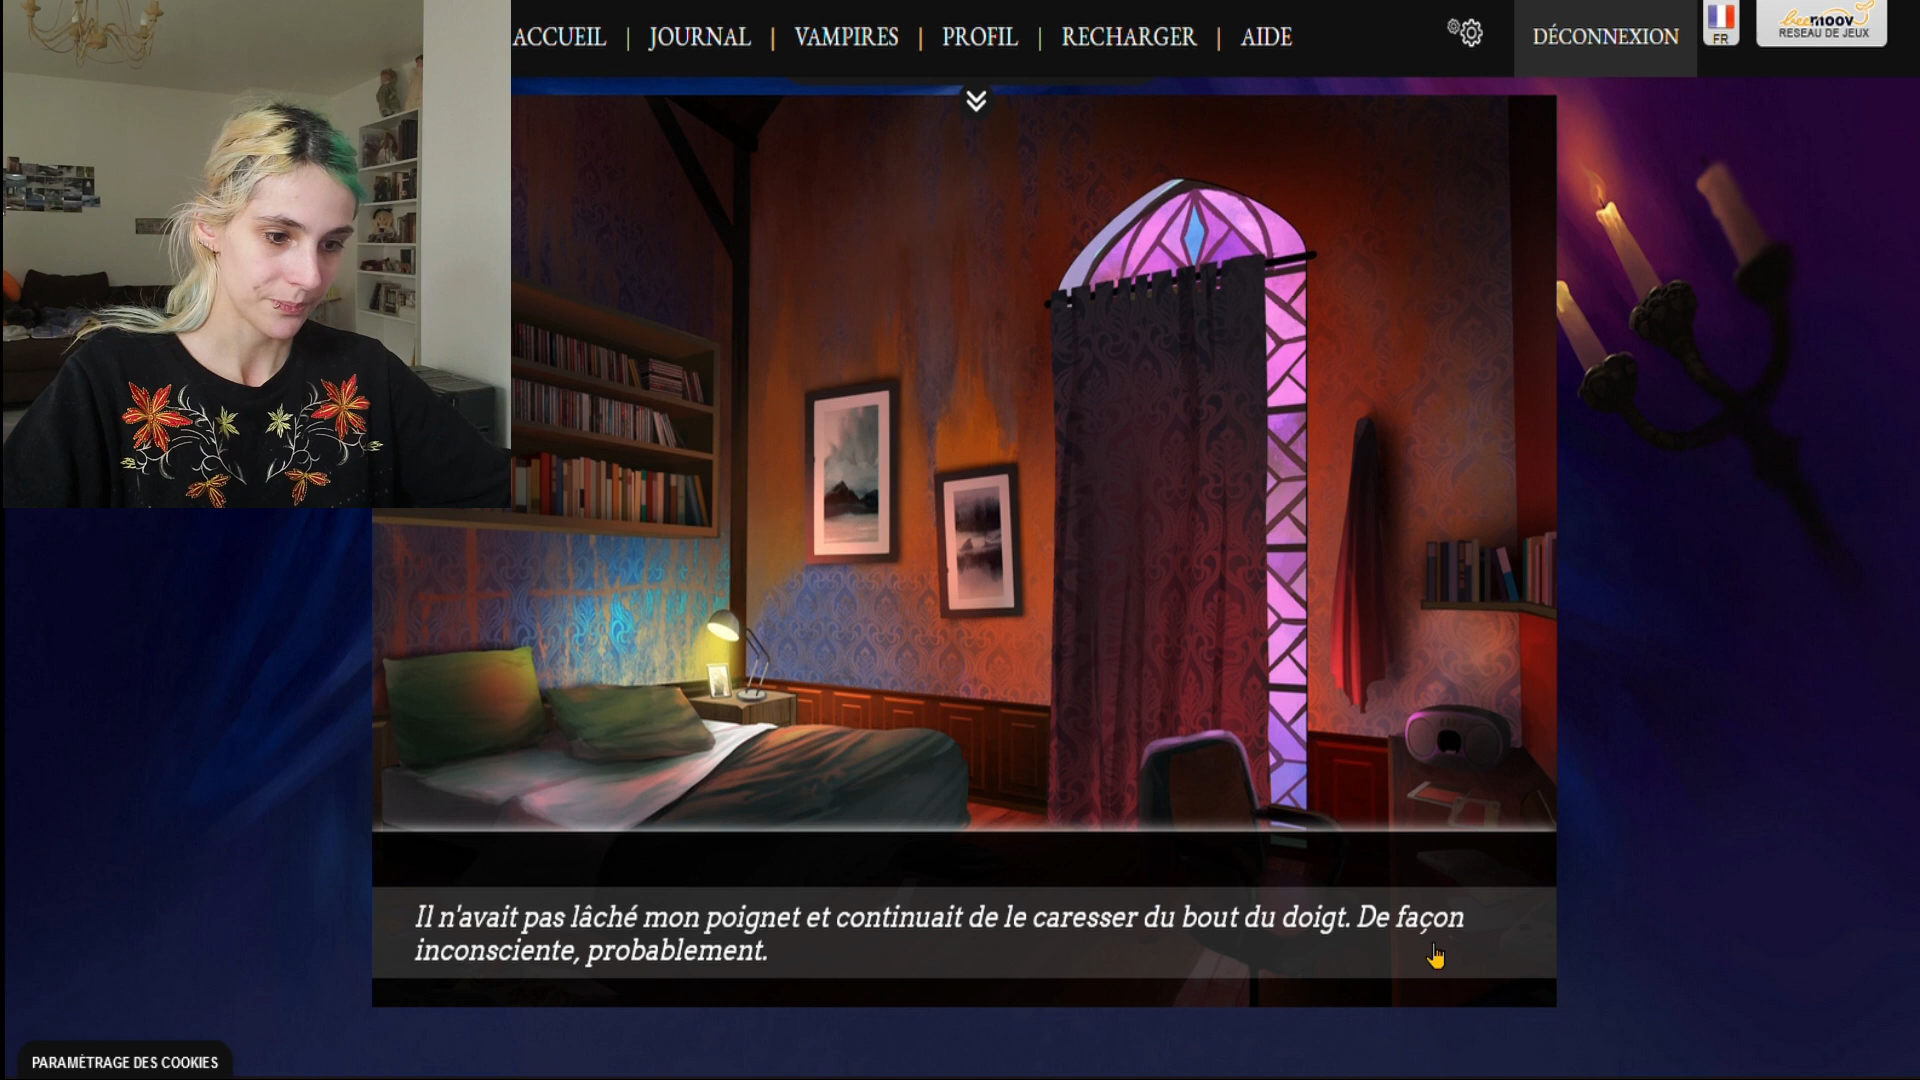 ACCUEIL | JOURNAL | VAMPIRES | PROFIL | RECHARGER | AIDE
DÉCONNEXION
FR
beemoov
RESEAU DE JEUX
Il n'avait pas lâché mon poignet et continuait de le caresser du bout du doigt. De façon
inconsciente, probablement.
PARAMÉTRAGE DES COOKIES